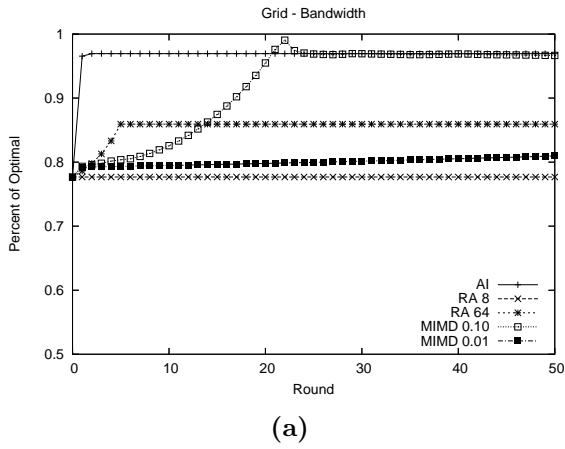 Grid - Bandwidth
Percent of Optimal
1
0.9
0.8
0.7
0.6
0.5
0 10 20 30 40 50
Round
AI
RA 8
RA 64
MIMD 0.10
MIMD 0.01
(a)